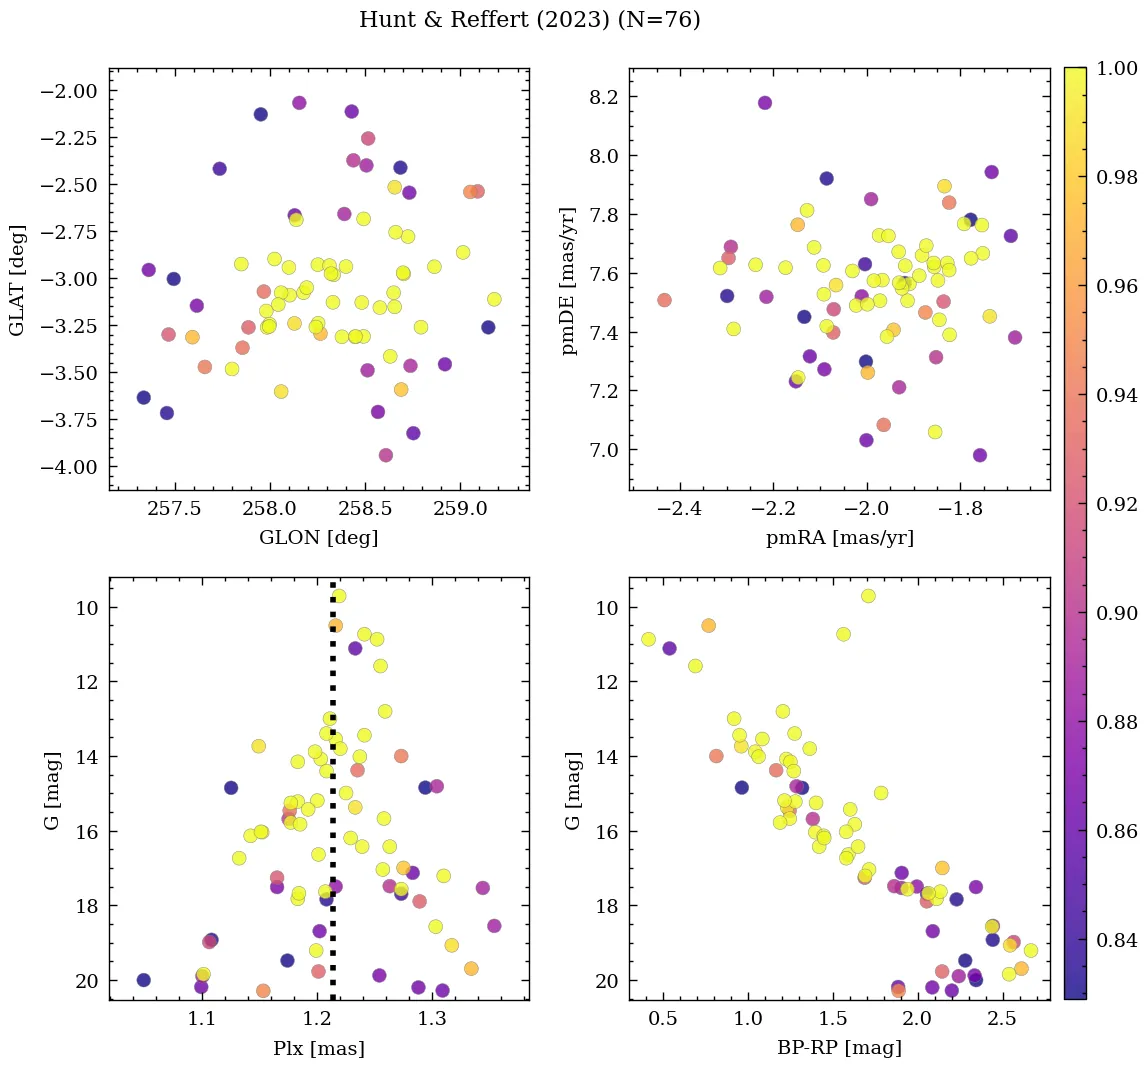 Hunt & Reffert (2023) (N=76)
−2.00
−2.25
−2.50
−2.75
−3.00
−3.25
−3.50
−3.75
−4.00
GLAT [deg]
257.5 258.0 258.5 259.0
GLON [deg]
8.2
8.0
7.8
7.6
7.4
7.2
7.0
pmDE [mas/yr]
−2.4 −2.2 −2.0 −1.8
pmRA [mas/yr]
10
12
14
16
18
20
G [mag]
1.1 1.2 1.3
Plx [mas]
10
12
14
16
18
20
G [mag]
0.5 1.0 1.5 2.0 2.5
BP-RP [mag]
1.00
0.98
0.96
0.94
0.92
0.90
0.88
0.86
0.84